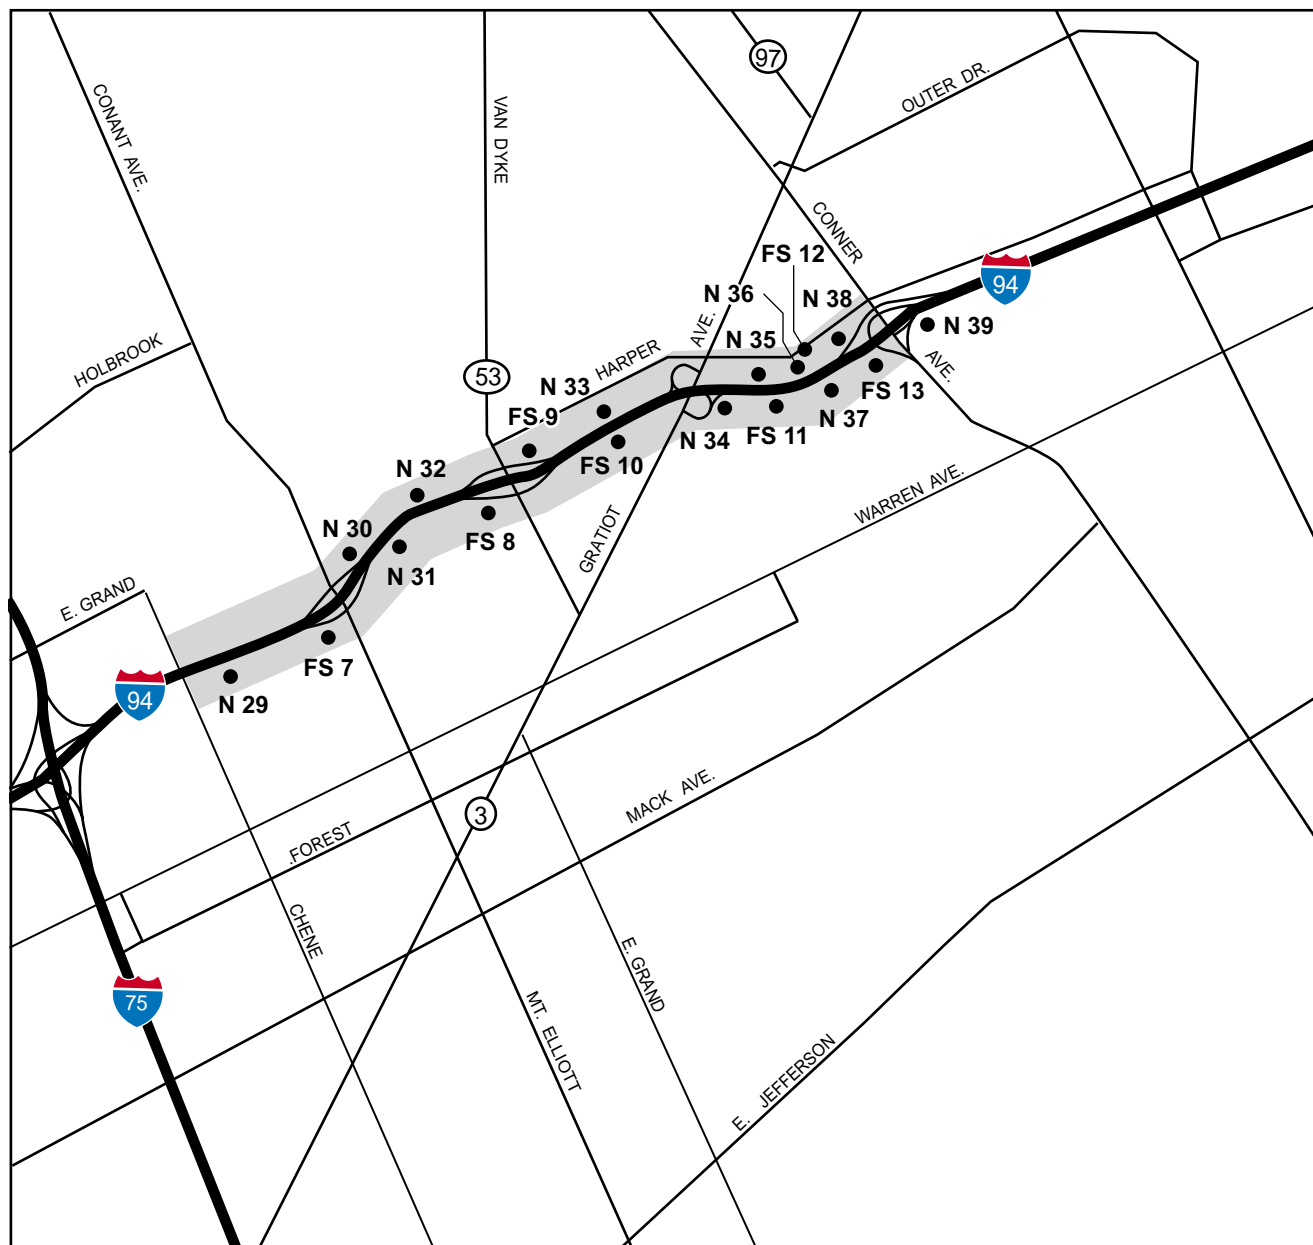 97
OUTER DR.
CONANT AVE.
VAN DYKE
CONNER
FS 12
94
N 36
N 38
N 39
AVE.
N 35
HOLBROOK
HARPER
53
N 33
AVE.
FS 13
FS 9
N 37
N 34
FS 11
FS 10
N 32
WARREN AVE.
N 30
FS 8
GRATIOT
N 31
E. GRAND
FS 7
94
N 29
MACK AVE.
3
.FOREST
CHENE
E. GRAND
75
MT. ELLIOTT
E. JEFFERSON